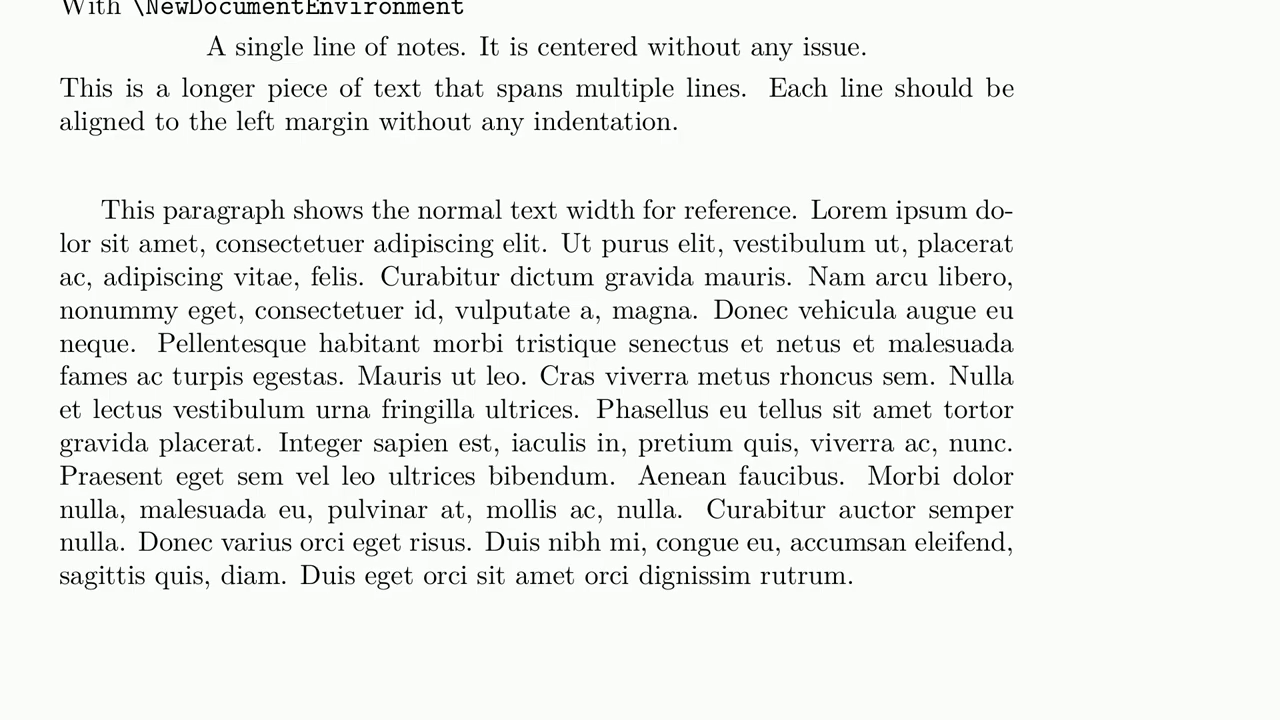 With \NewDocumentEnvironment
A single line of notes. It is centered without any issue.
This is a longer piece of text that spans multiple lines. Each line should be
aligned to the left margin without any indentation.
This paragraph shows the normal text width for reference. Lorem ipsum do-
lor sit amet, consectetuer adipiscing elit. Ut purus elit, vestibulum ut, placerat
ac, adipiscing vitae, felis. Curabitur dictum gravida mauris. Nam arcu libero,
nonummy eget, consectetuer id, vulputate a, magna. Donec vehicula augue eu
neque. Pellentesque habitant morbi tristique senectus et netus et malesuada
fames ac turpis egestas. Mauris ut leo. Cras viverra metus rhoncus sem. Nulla
et lectus vestibulum urna fringilla ultrices. Phasellus eu tellus sit amet tortor
gravida placerat. Integer sapien est, iaculis in, pretium quis, viverra ac, nunc.
Praesent eget sem vel leo ultrices bibendum. Aenean faucibus. Morbi dolor
nulla, malesuada eu, pulvinar at, mollis ac, nulla. Curabitur auctor semper
nulla. Donec varius orci eget risus. Duis nibh mi, congue eu, accumsan eleifend,
sagittis quis, diam. Duis eget orci sit amet orci dignissim rutrum.